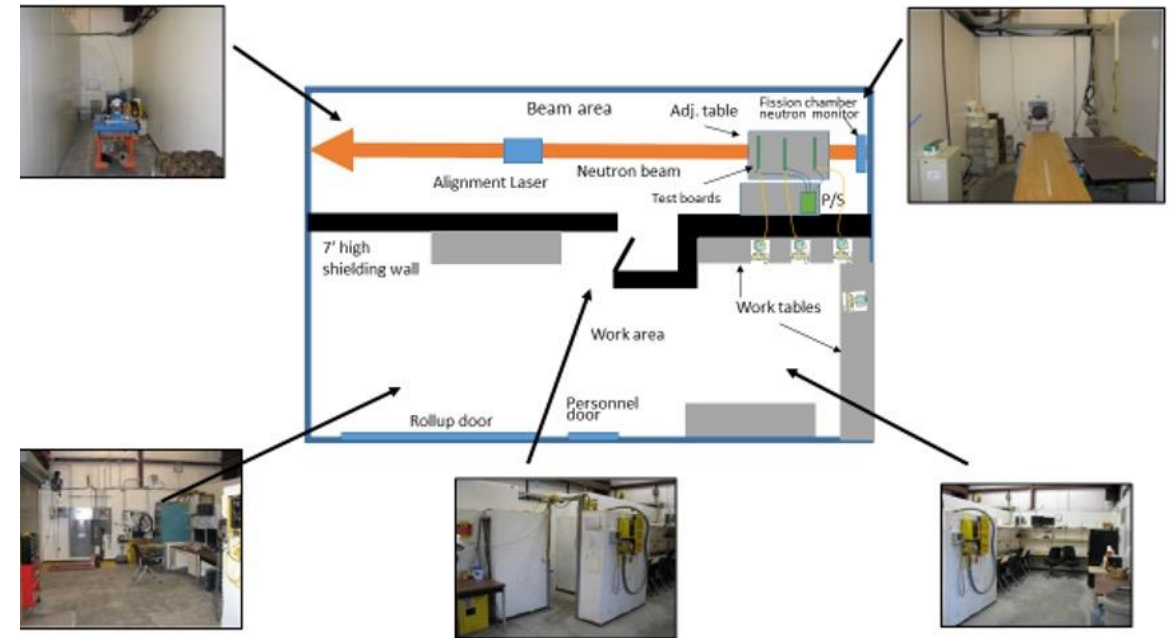 Beam area
Adj. table
Fission chamber
neutron monitor
Alignment Laser
Neutron beam
Test boards
P/S
7' high
shielding wall
Work tables
Work area
Rollup door
Personnel
door